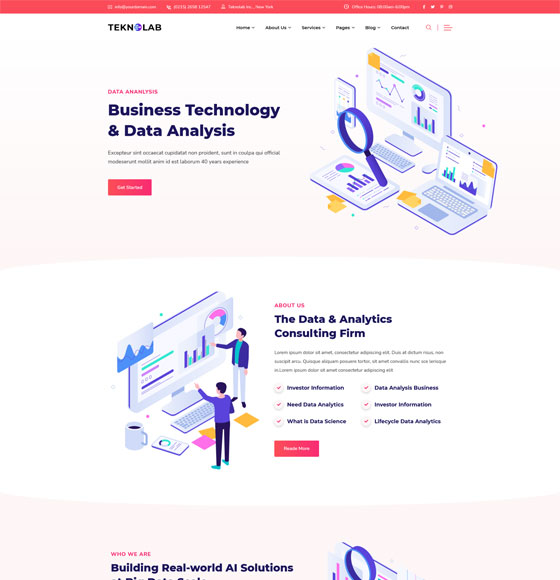 info@yourdomain.com
Teknolab Inc., New York
Office Hours: 08:00am-6:00pm
TEKNOLAB
Home
About Us
Services
Pages
Blog
Contact
DATA ANANLYSIS
Business Technology
& Data Analysis
Excepteur sint occaecat cupidatat non proident, sunt in culpa qui official
modeserunt mollit anim id est laborum 40 years experience
Get Started
ABOUT US
The Data & Analytics
Consulting Firm
Lorem ipsum dolor sit amet, consectetur adipiscing elit. Duis at dictum risus, non
suscipit arcu. Quisque aliquam posuere tortor, sit amet convallis nunc scelerisque
in.Lorem ipsum dolor sit amet consectetur adipiscing elit
Investor Information
Data Analysis Business
Need Data Analytics
Investor Information
What is Data Science
Lifecycle Data Analytics
Reade More
WHO WE ARE
Building Real-world AI Solutions